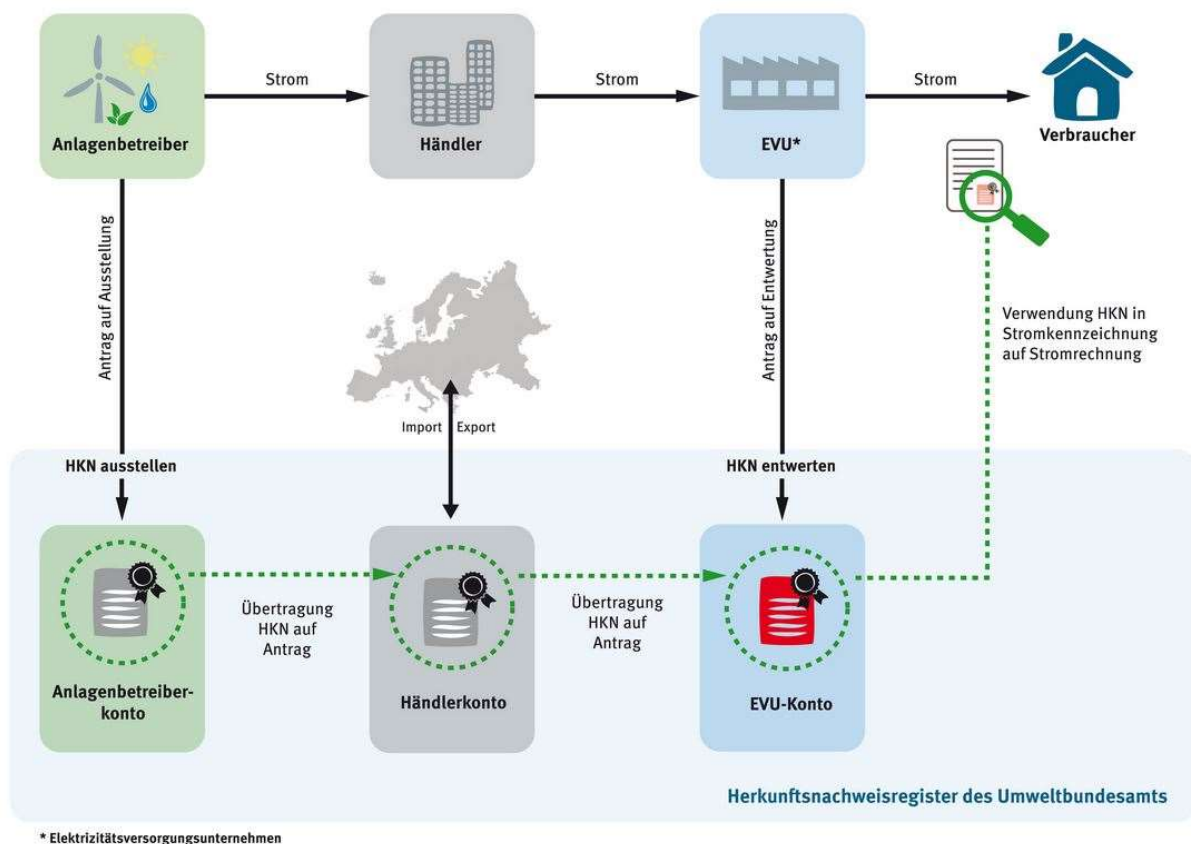 Strom
Strom
Strom
Anlagenbetreiber
Händler
EVU*
Verbraucher
Antrag auf Ausstellung
Antrag auf Entwertung
Verwendung HKN in
Stromkennzeichnung
auf Stromrechnung
Import
Export
HKN ausstellen
HKN entwerten
Übertragung
HKN auf
Antrag
Übertragung
HKN auf
Antrag
Anlagenbetreiber-
konto
Händlerkonto
EVU-Konto
Herkunftsnachweisregister des Umweltbundesamts
* Elektrizitätsversorgungsunternehmen